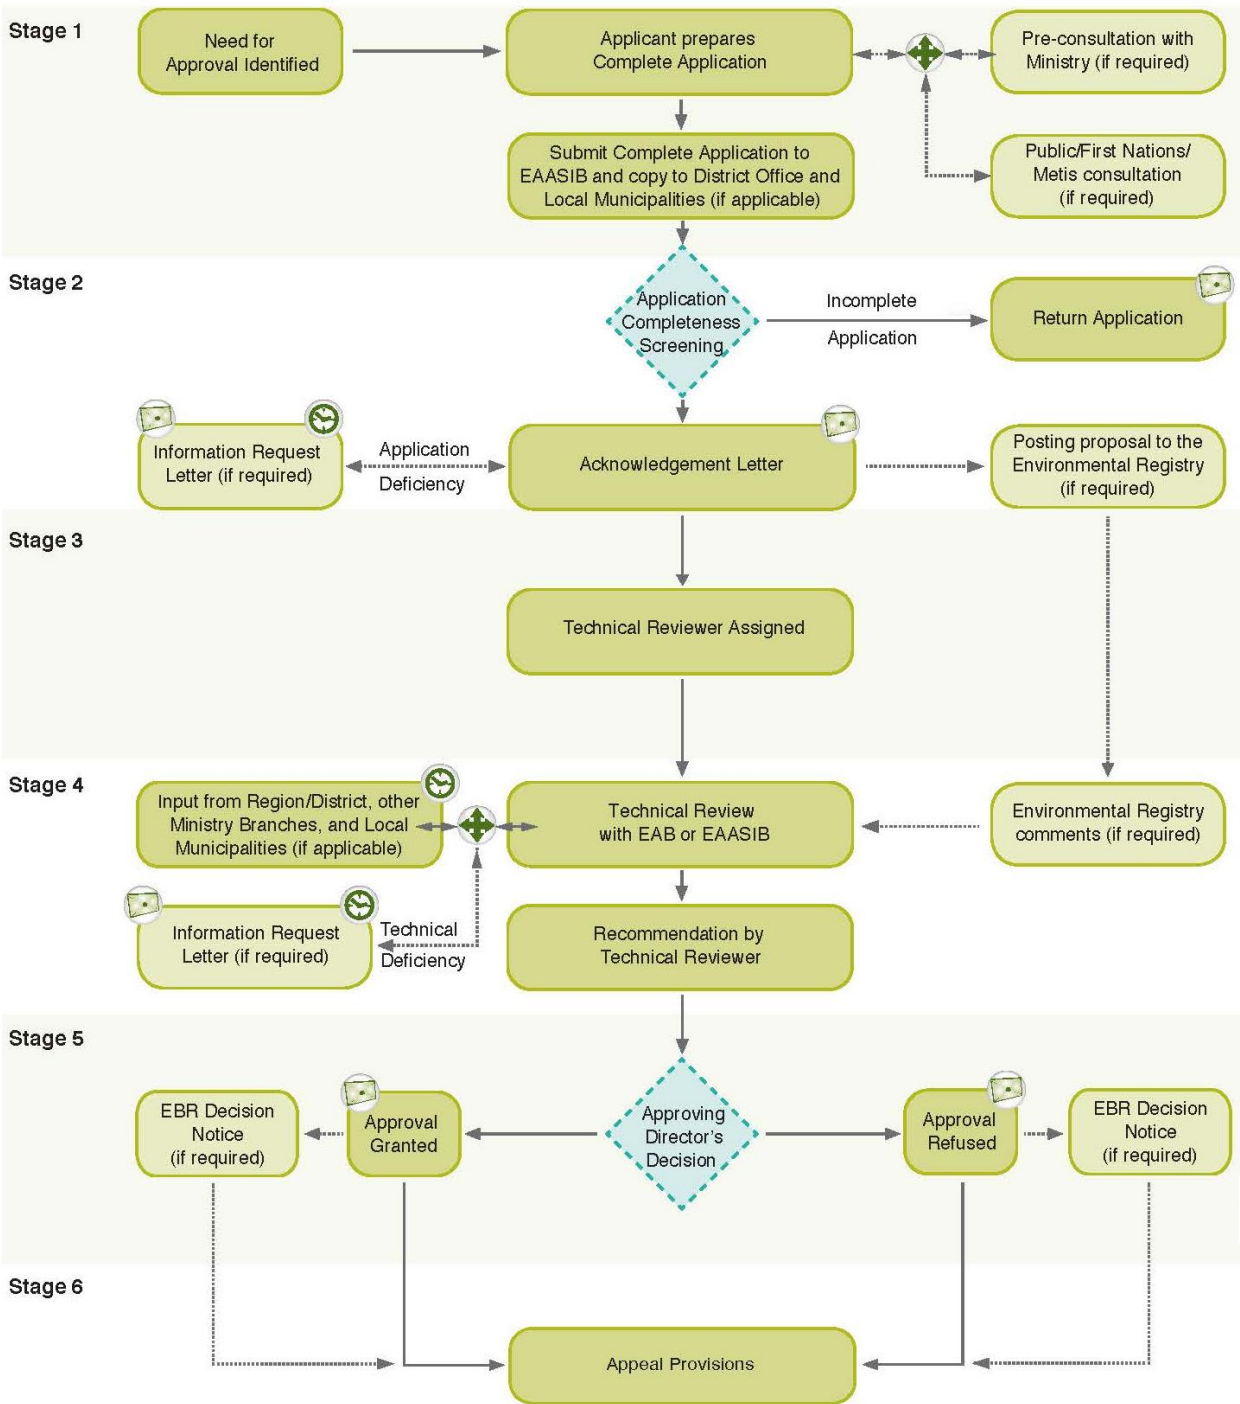 Stage 1
Need for
Approval Identified
Applicant prepares
Complete Application
Pre-consultation with
Ministry (if required)
Submit Complete Application to
EAASIB and copy to District Office and
Local Municipalities (if applicable)
Public/First Nations/
Metis consultation
(if required)
Stage 2
Application
Completeness
Screening
Incomplete
Application
Return Application
Information Request
Letter (if required)
Application
Deficiency
Acknowledgement Letter
Posting proposal to the
Environmental Registry
(if required)
Stage 3
Technical Reviewer Assigned
Stage 4
Input from Region/District, other
Ministry Branches, and Local
Municipalities (if applicable)
Technical Review
with EAB or EAASIB
Environmental Registry
comments (if required)
Information Request
Letter (if required)
Technical
Deficiency
Recommendation by
Technical Reviewer
Stage 5
EBR Decision
Notice
(if required)
Approval
Granted
Approving
Director's
Decision
Approval
Refused
EBR Decision
Notice
(if required)
Stage 6
Appeal Provisions